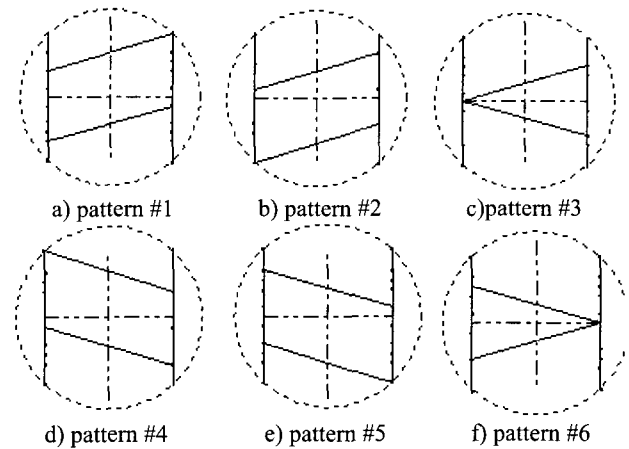 a) pattern #1
b) pattern #2
c)pattern #3
d) pattern #4
e) pattern #5
f) pattern #6